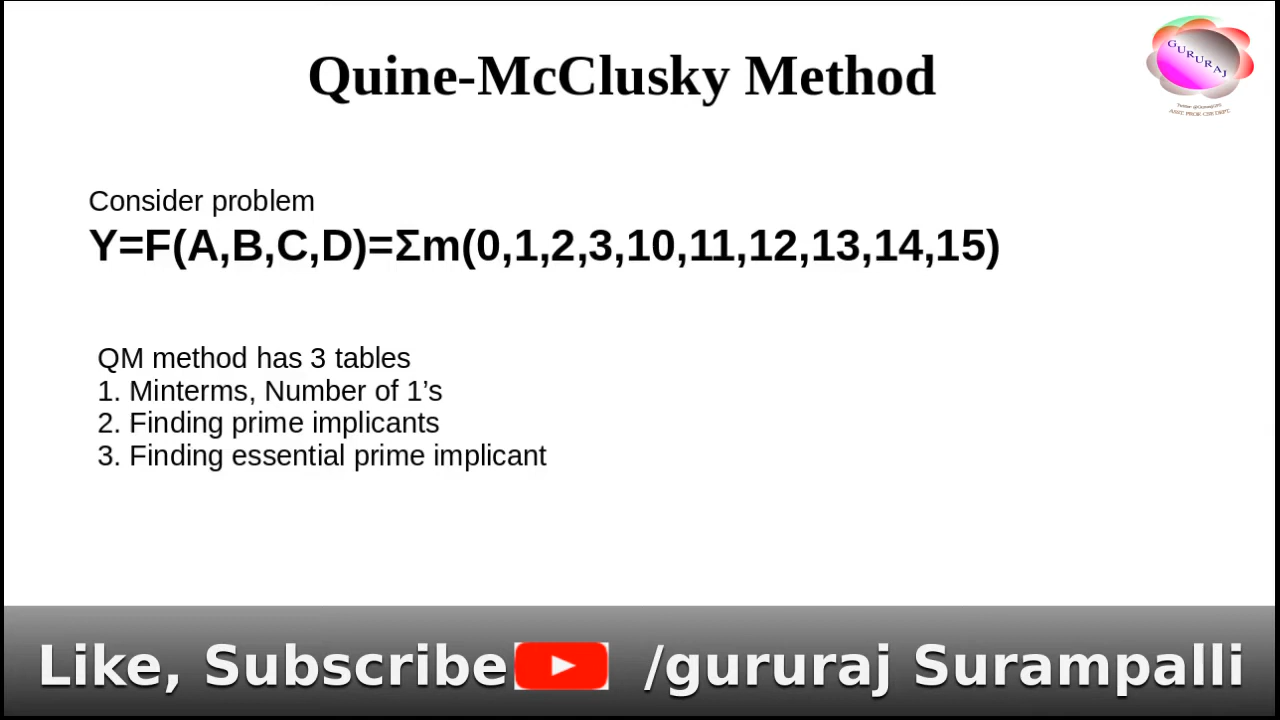 Quine-McClusky Method
GURURAJ
Consider problem
Y=F(A,B,C,D)=Σm(0,1,2,3,10,11,12,13,14,15)
QM method has 3 tables
1. Minterms, Number of 1’s
2. Finding prime implicants
3. Finding essential prime implicant
Like, Subscribe /gururaj Surampalli